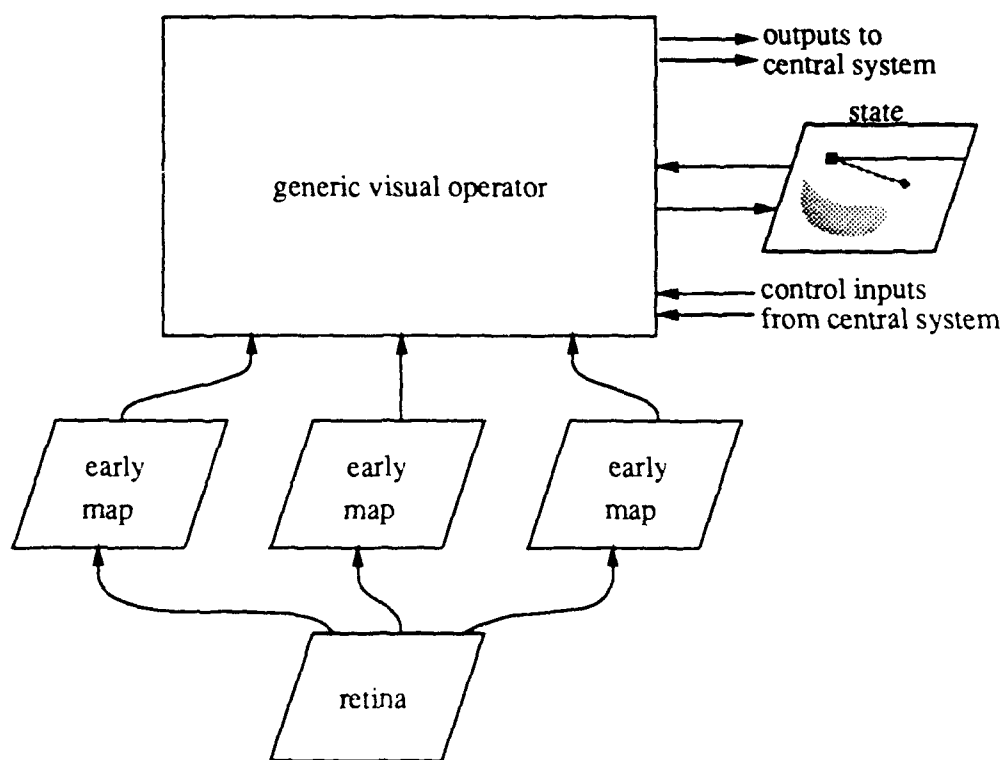 outputs to
central system
state
generic visual operator
control inputs
from central system
early
map
early
map
early
map
retina